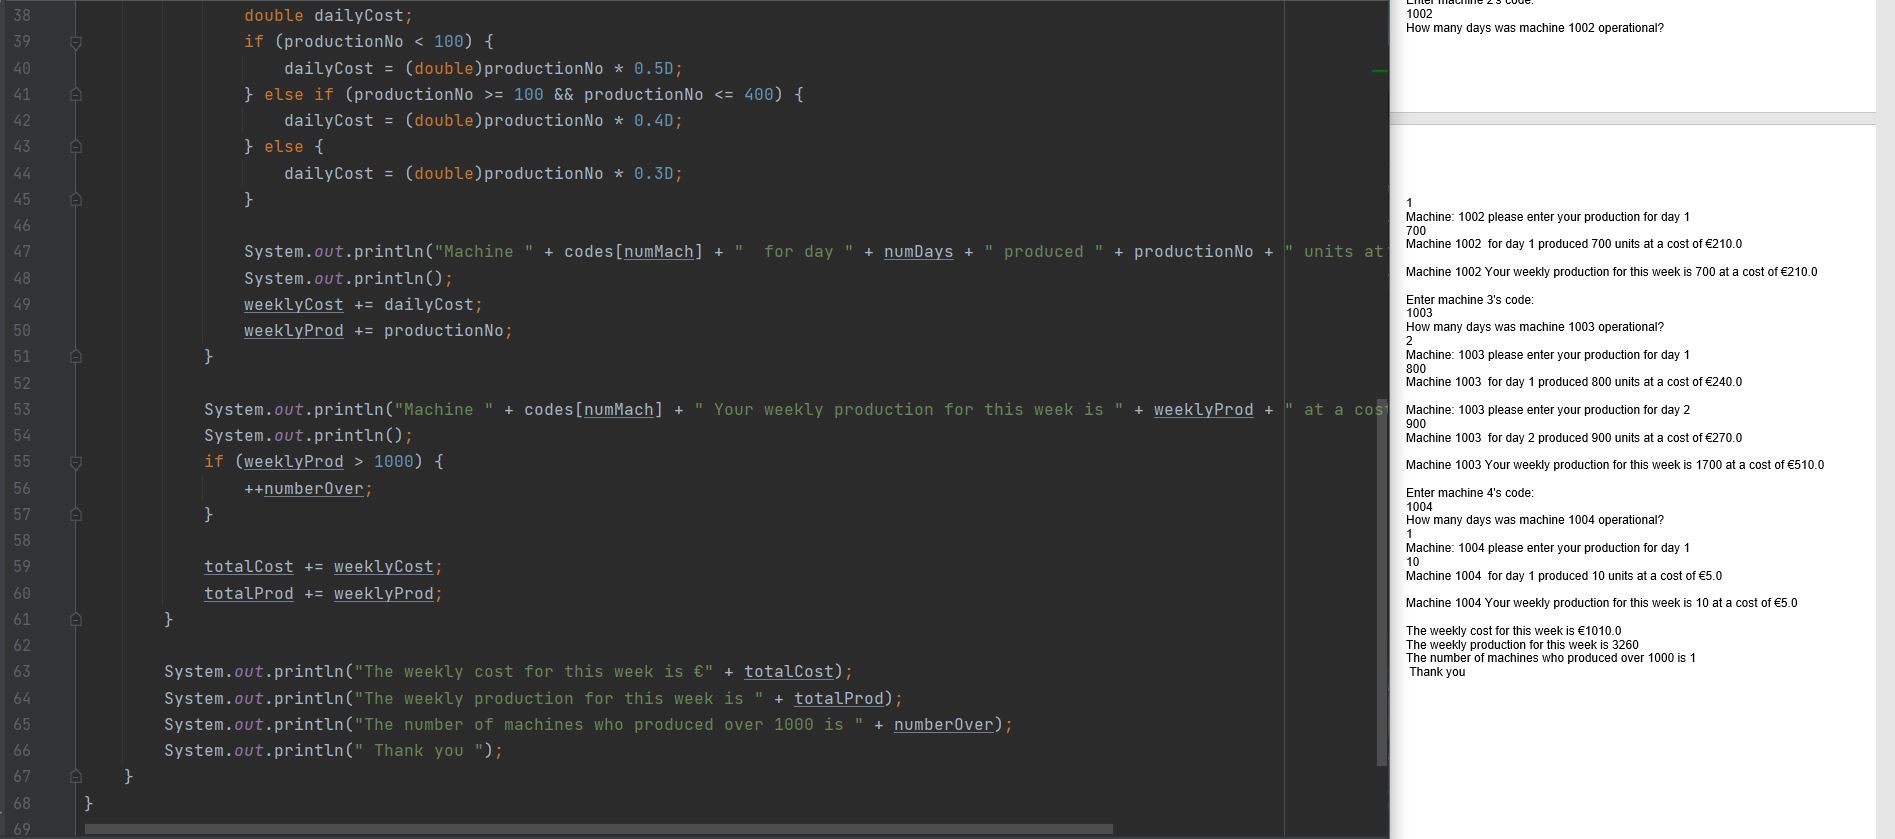 38 double dailyCost;
39 if (productionNo < 100) {
40 dailyCost = (double)productionNo * 0.5D;
41 } else if (productionNo >= 100 && productionNo <= 400) {
42 dailyCost = (double)productionNo * 0.4D;
43 } else {
44 dailyCost = (double)productionNo * 0.3D;
45 }
46
47 System.out.println("Machine " + codes[numMach] + "  for day " + numDays + " produced " + productionNo + " units at
48 System.out.println();
49 weeklyCost += dailyCost;
50 weeklyProd += productionNo;
51 }
52
53 System.out.println("Machine " + codes[numMach] + " Your weekly production for this week is " + weeklyProd + " at a cost
54 System.out.println();
55 if (weeklyProd > 1000) {
56 ++numberOver;
57 }
58
59 totalCost += weeklyCost;
60 totalProd += weeklyProd;
61 }
62
63 System.out.println("The weekly cost for this week is €" + totalCost);
64 System.out.println("The weekly production for this week is " + totalProd);
65 System.out.println("The number of machines who produced over 1000 is " + numberOver);
66 System.out.println(" Thank you ");
67 }
68 }
69
Enter machine 2's code:
1002
How many days was machine 1002 operational?
1
Machine: 1002 please enter your production for day 1
700
Machine 1002  for day 1 produced 700 units at a cost of €210.0
Machine 1002 Your weekly production for this week is 700 at a cost of €210.0
Enter machine 3's code:
1003
How many days was machine 1003 operational?
2
Machine: 1003 please enter your production for day 1
800
Machine 1003  for day 1 produced 800 units at a cost of €240.0
Machine: 1003 please enter your production for day 2
900
Machine 1003  for day 2 produced 900 units at a cost of €270.0
Machine 1003 Your weekly production for this week is 1700 at a cost of €510.0
Enter machine 4's code:
1004
How many days was machine 1004 operational?
1
Machine: 1004 please enter your production for day 1
10
Machine 1004  for day 1 produced 10 units at a cost of €5.0
Machine 1004 Your weekly production for this week is 10 at a cost of €5.0
The weekly cost for this week is €1010.0
The weekly production for this week is 3260
The number of machines who produced over 1000 is 1
Thank you